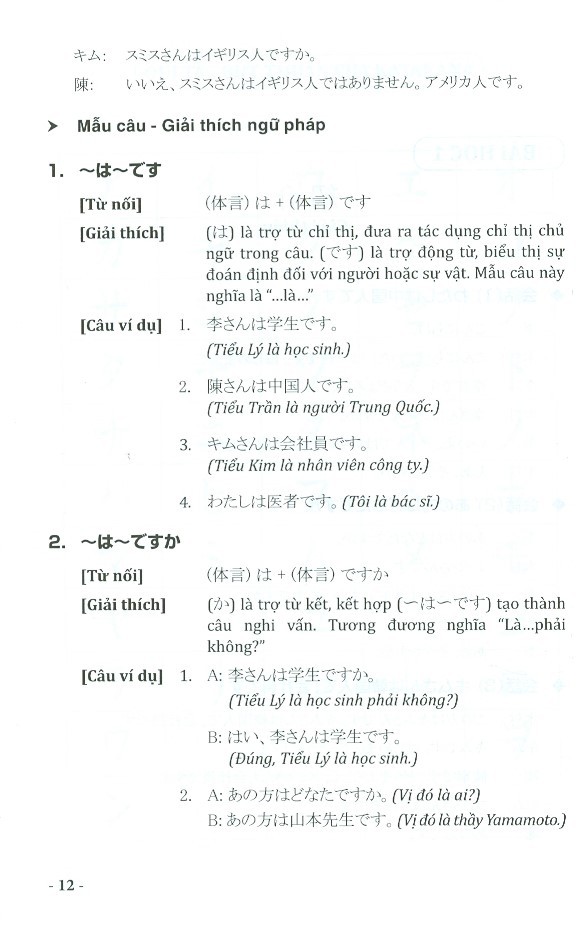 キム: スミスさんはイギリス人ですか。
陳: いいえ、スミスさんはイギリス人ではありません。アメリカ人です。
➤ Mẫu câu - Giải thích ngữ pháp
1. ～は～です
[Từ nối] (体言) は + (体言) です
[Giải thích] (は) là trợ từ chỉ thị, đưa ra tác dụng chỉ thị chủ
ngữ trong câu. (です) là trợ động từ, biểu thị sự
đoán định đối với người hoặc sự vật. Mẫu câu này
nghĩa là “...là...”
[Câu ví dụ] 1. 李さんは学生です。
(Tiểu Lý là học sinh.)
2. 陳さんは中国人です。
(Tiểu Trần là người Trung Quốc.)
3. キムさんは会社員です。
(Tiểu Kim là nhân viên công ty.)
4. わたしは医者です。(Tôi là bác sĩ.)
2. ～は～ですか
[Từ nối] (体言) は + (体言) ですか
[Giải thích] (か) là trợ từ kết, kết hợp (～は～です) tạo thành
câu nghi vấn. Tương đương nghĩa “Là...phải
không?”
[Câu ví dụ] 1. A: 李さんは学生ですか。
(Tiểu Lý là học sinh phải không?)
B: はい、李さんは学生です。
(Đúng, Tiểu Lý là học sinh.)
2. A: あの方はどなたですか。(Vị đó là ai?)
B: あの方は山本先生です。(Vị đó là thầy Yamamoto.)
- 12 -